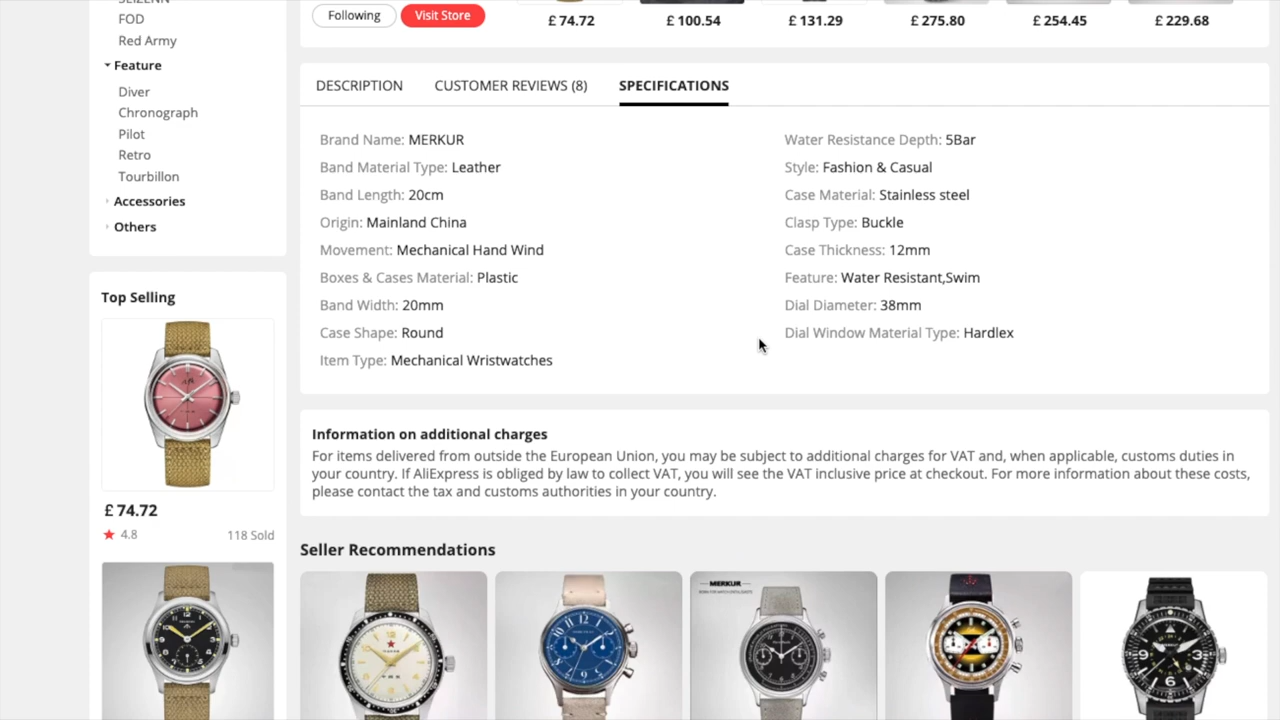 FOD
Red Army
Feature
Diver
Chronograph
Pilot
Retro
Tourbillon
Accessories
Others
Top Selling
£ 74.72
4.8
118 Sold
Following
Visit Store
£ 74.72
£ 100.54
£ 131.29
£ 275.80
£ 254.45
£ 229.68
DESCRIPTION
CUSTOMER REVIEWS (8)
SPECIFICATIONS
Brand Name: MERKUR
Band Material Type: Leather
Band Length: 20cm
Origin: Mainland China
Movement: Mechanical Hand Wind
Boxes & Cases Material: Plastic
Band Width: 20mm
Case Shape: Round
Item Type: Mechanical Wristwatches
Water Resistance Depth: 5Bar
Style: Fashion & Casual
Case Material: Stainless steel
Clasp Type: Buckle
Case Thickness: 12mm
Feature: Water Resistant,Swim
Dial Diameter: 38mm
Dial Window Material Type: Hardlex
Information on additional charges
For items delivered from outside the European Union, you may be subject to additional charges for VAT and, when applicable, customs duties in
your country. If AliExpress is obliged by law to collect VAT, you will see the VAT inclusive price at checkout. For more information about these costs,
please contact the tax and customs authorities in your country.
Seller Recommendations
MERKUR